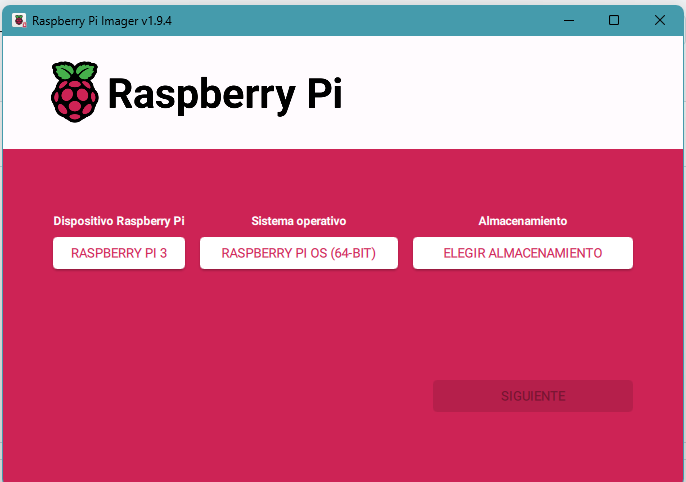 Raspberry Pi Imager v1.9.4
Raspberry Pi
Dispositivo Raspberry Pi
Sistema operativo
Almacenamiento
RASPBERRY PI 3
RASPBERRY PI OS (64-BIT)
ELEGIR ALMACENAMIENTO
SIGUIENTE